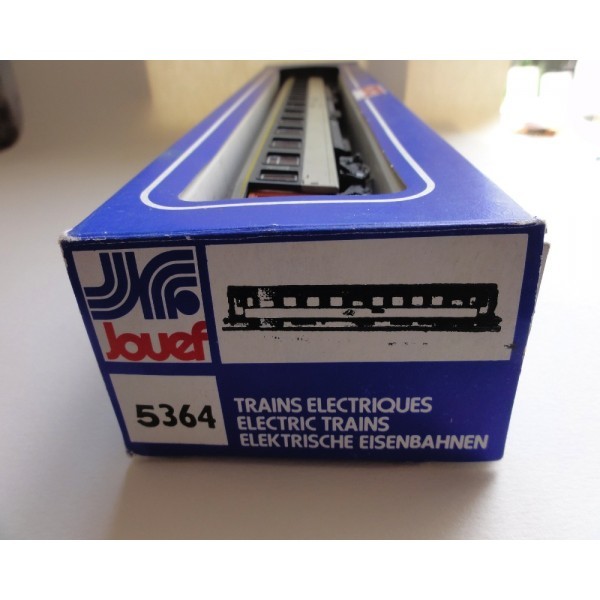 Jouef
5364
TRAINS ELECTRIQUES
ELECTRIC TRAINS
ELEKTRISCHE EISENBAHNEN